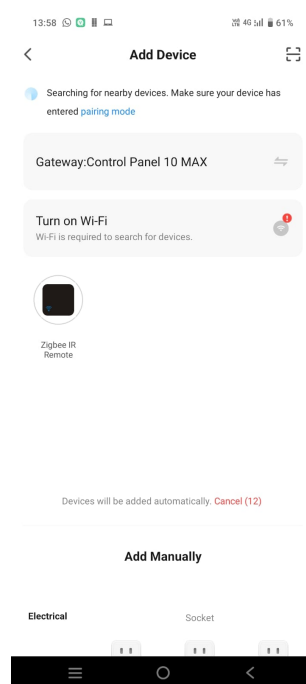 13:58
4G 61%
Add Device
Searching for nearby devices. Make sure your device has
entered pairing mode
Gateway:Control Panel 10 MAX
Turn on Wi-Fi
Wi-Fi is required to search for devices.
!
Zigbee IR
Remote
Devices will be added automatically. Cancel (12)
Add Manually
Electrical
Socket